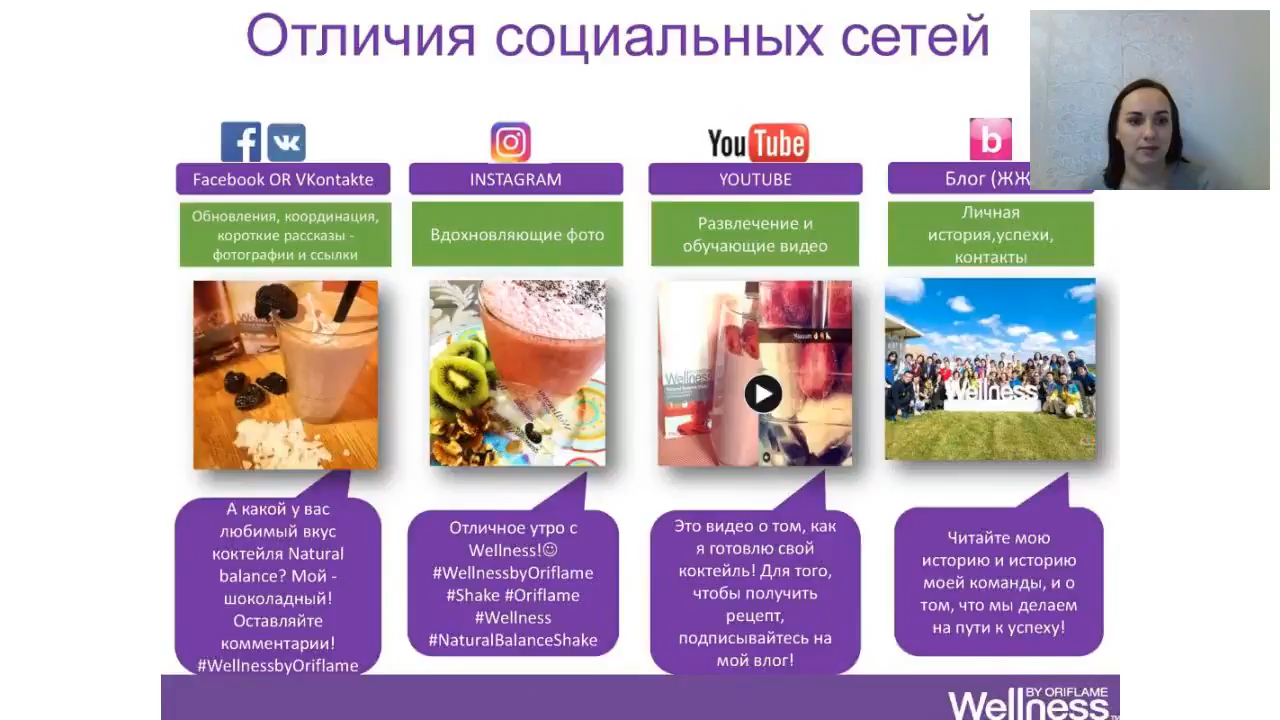 Отличия социальных сетей
Facebook OR VKontakte
Обновления, координация,
короткие рассказы -
фотографии и ссылки
А какой у вас
любимый вкус
коктейля Natural
balance? Мой -
шоколадный!
Оставляйте
комментарии!
#WellnessbyOriflame
INSTAGRAM
Вдохновляющие фото
Отличное утро с
Wellness!☺
#WellnessbyOriflame
#Shake #Oriflame
#Wellness
#NaturalBalanceShake
You Tube
YOUTUBE
Развлечение и
обучающие видео
Wellness
Это видео о том, как
я готовлю свой
коктейль! Для того,
чтобы получить
рецепт,
подписывайтесь на
мой влог!
b
Блог (ЖЖ
Личная
история,успехи,
контакты
Wellness
Читайте мою
историю и историю
моей команды, и о
том, что мы делаем
на пути к успеху!
BY ORIFLAME
Wellness